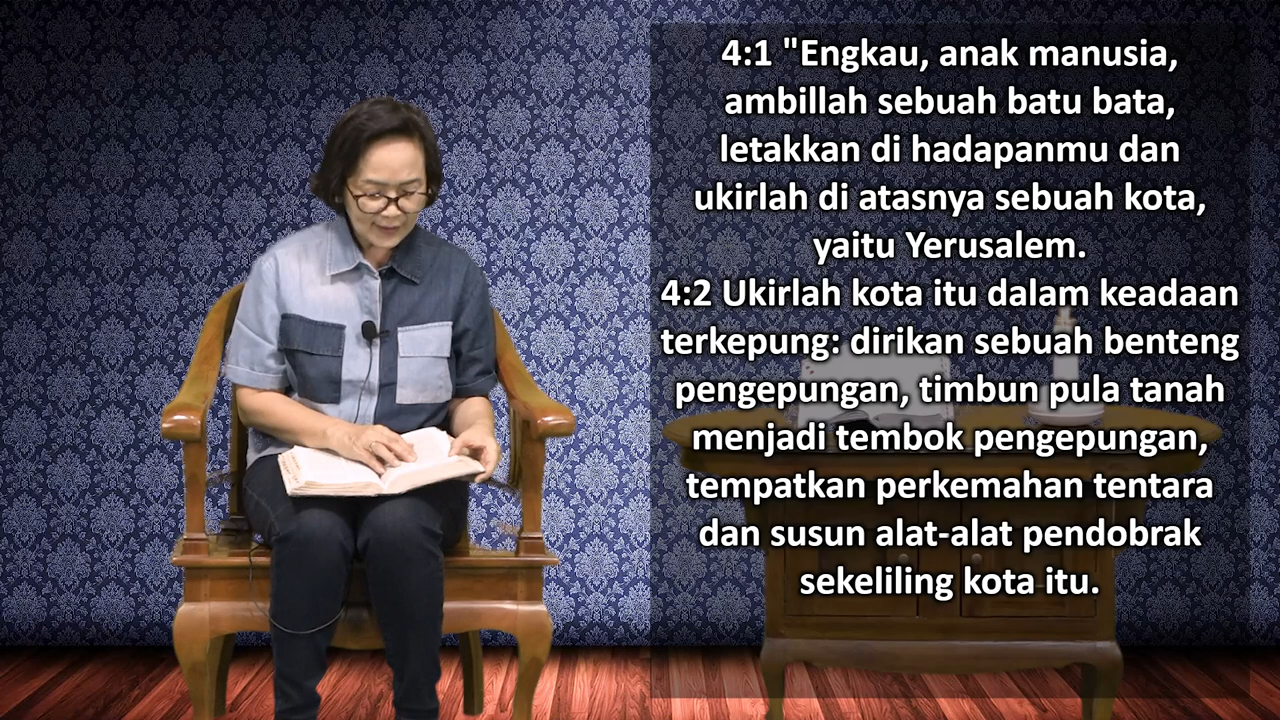 4:1 "Engkau, anak manusia,
ambillah sebuah batu bata,
letakkan di hadapanmu dan
ukirlah di atasnya sebuah kota,
yaitu Yerusalem.
4:2 Ukirlah kota itu dalam keadaan
terkepung: dirikan sebuah benteng
pengepungan, timbun pula tanah
menjadi tembok pengepungan,
tempatkan perkemahan tentara
dan susun alat-alat pendobrak
sekeliling kota itu.